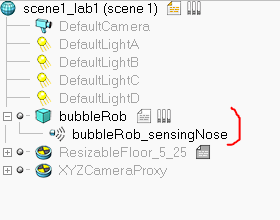 scene1_lab1 (scene 1)
DefaultCamera
DefaultLightA
DefaultLightB
DefaultLightC
DefaultLightD
bubbleRob
bubbleRob_sensingNose
ResizableFloor_5_25
XYZCameraProxy